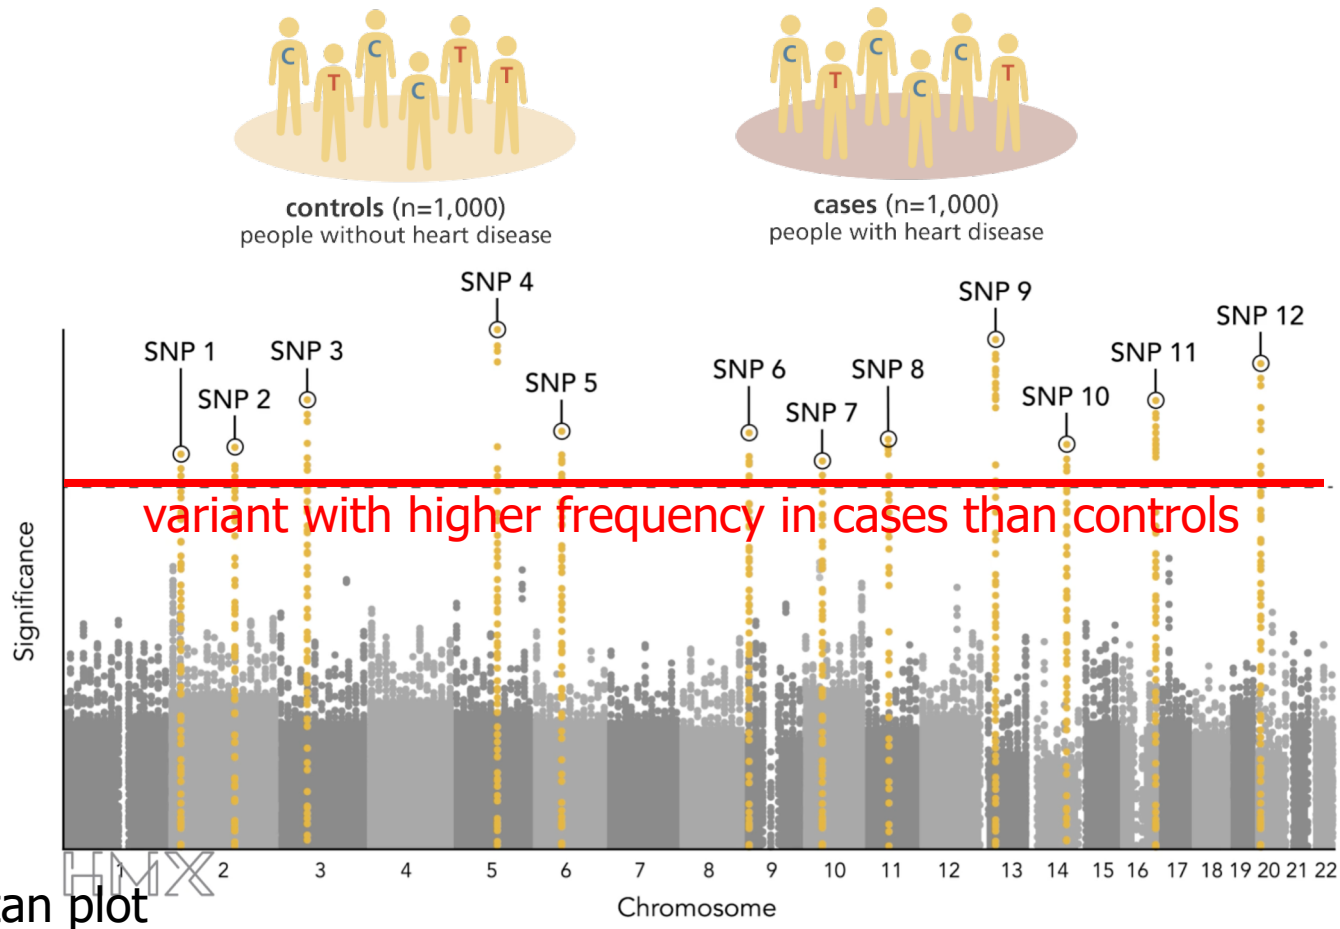 C T C C T T
C T C C C T
controls (n=1,000)
people without heart disease
cases (n=1,000)
people with heart disease
SNP 4
SNP 9
SNP 12
SNP 1
SNP 3
SNP 11
SNP 6
SNP 8
SNP 5
SNP 2
SNP 10
SNP 7
variant with higher frequency in cases than controls
Significance
1 2 3 4 5 6 7 8 9 10 11 12 13 14 15 16 17 18 19 20 21 22
HMX
Chromosome
tan plot